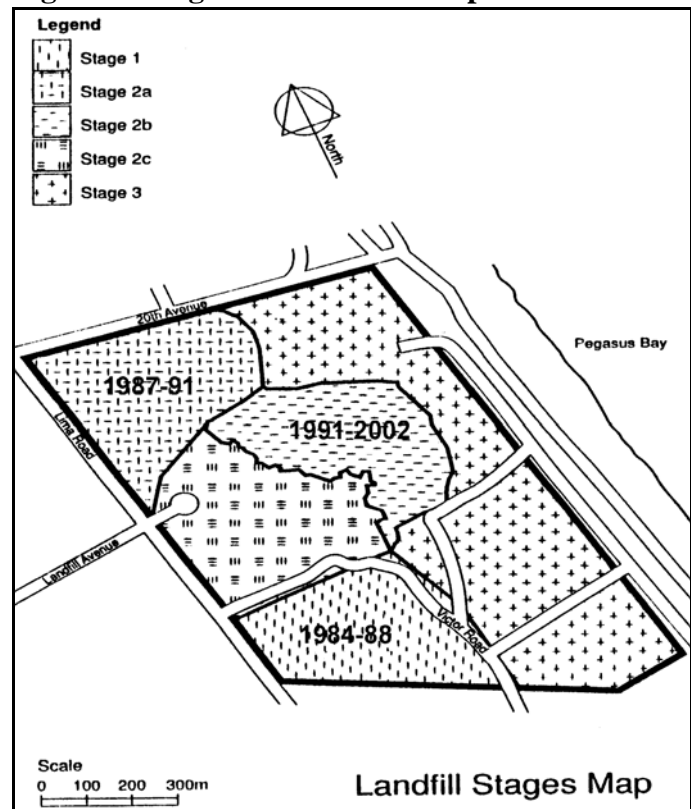 Legend
Stage 1
Stage 2a
Stage 2b
Stage 2c
Stage 3
North
20th Avenue
Pegasus Bay
1987-91
1991-2002
Lima Road
Landfill Avenue
1984-88
Victor Road
Scale
0 100 200 300m
Landfill Stages Map